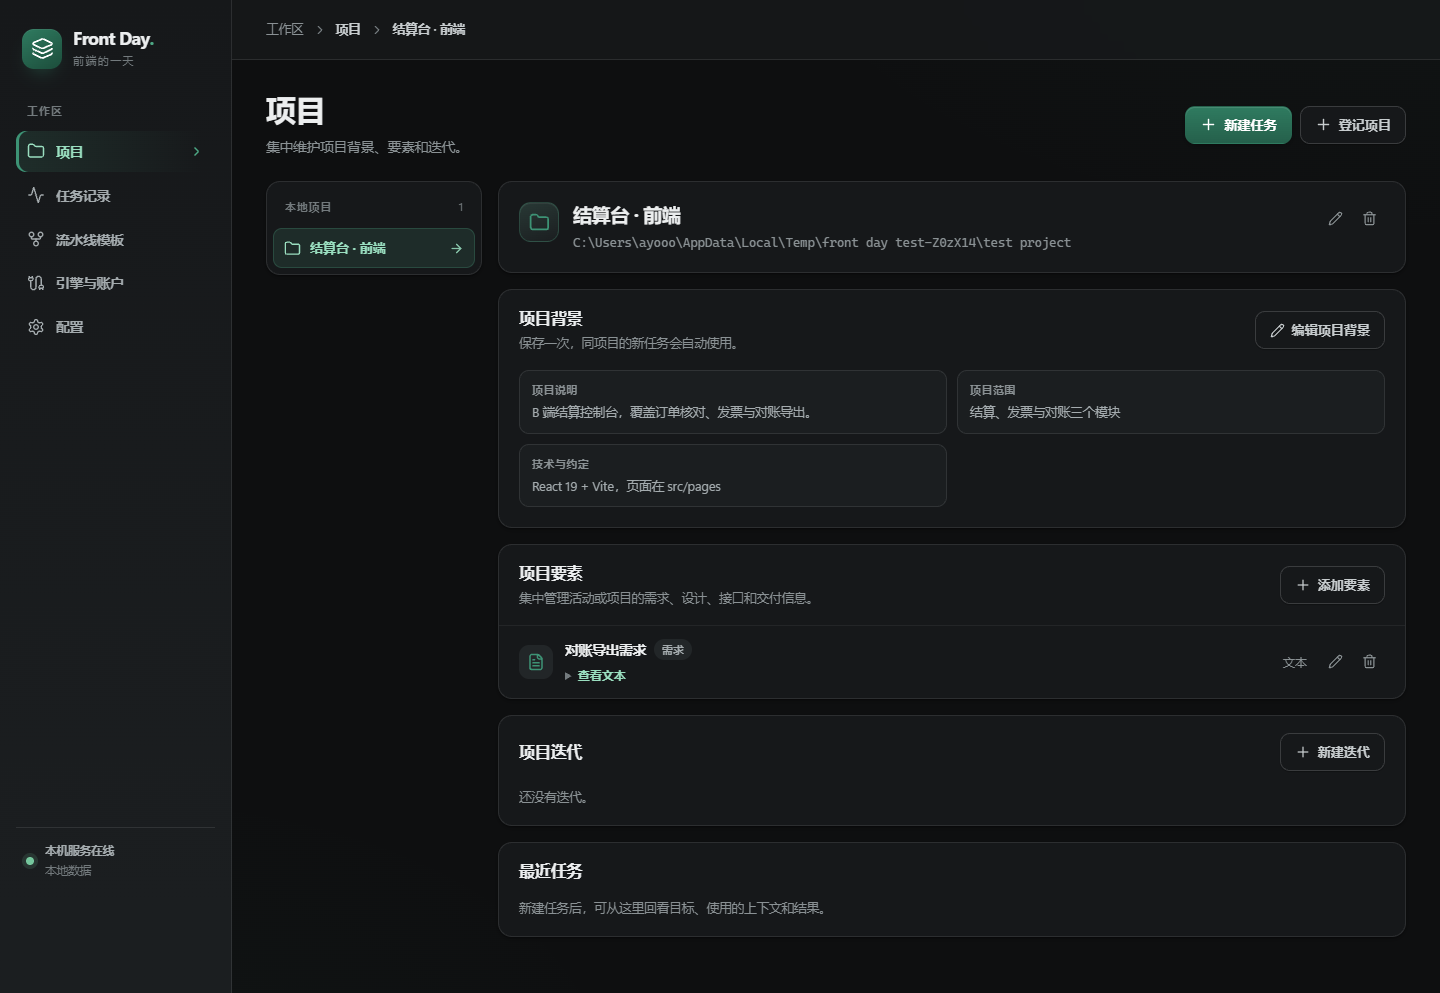 Front Day.
前端的一天
工作区
项目
任务记录
流水线模板
引擎与账户
配置
本机服务在线
本地数据
工作区 > 项目 > 结算台 · 前端
项目
集中维护项目背景、要素和迭代。
新建任务
登记项目
本地项目 1
结算台 · 前端
结算台 · 前端
C:\Users\ayooo\AppData\Local\Temp\front day test-Z0zX14\test project
项目背景
保存一次，同项目的新任务会自动使用。
编辑项目背景
项目说明
B 端结算控制台，覆盖订单核对、发票与对账导出。
项目范围
结算、发票与对账三个模块
技术与约定
React 19 + Vite，页面在 src/pages
项目要素
集中管理活动或项目的需求、设计、接口和交付信息。
添加要素
对账导出需求 需求
查看文本
文本
项目迭代
新建迭代
还没有迭代。
最近任务
新建任务后，可从这里回看目标、使用的上下文和结果。